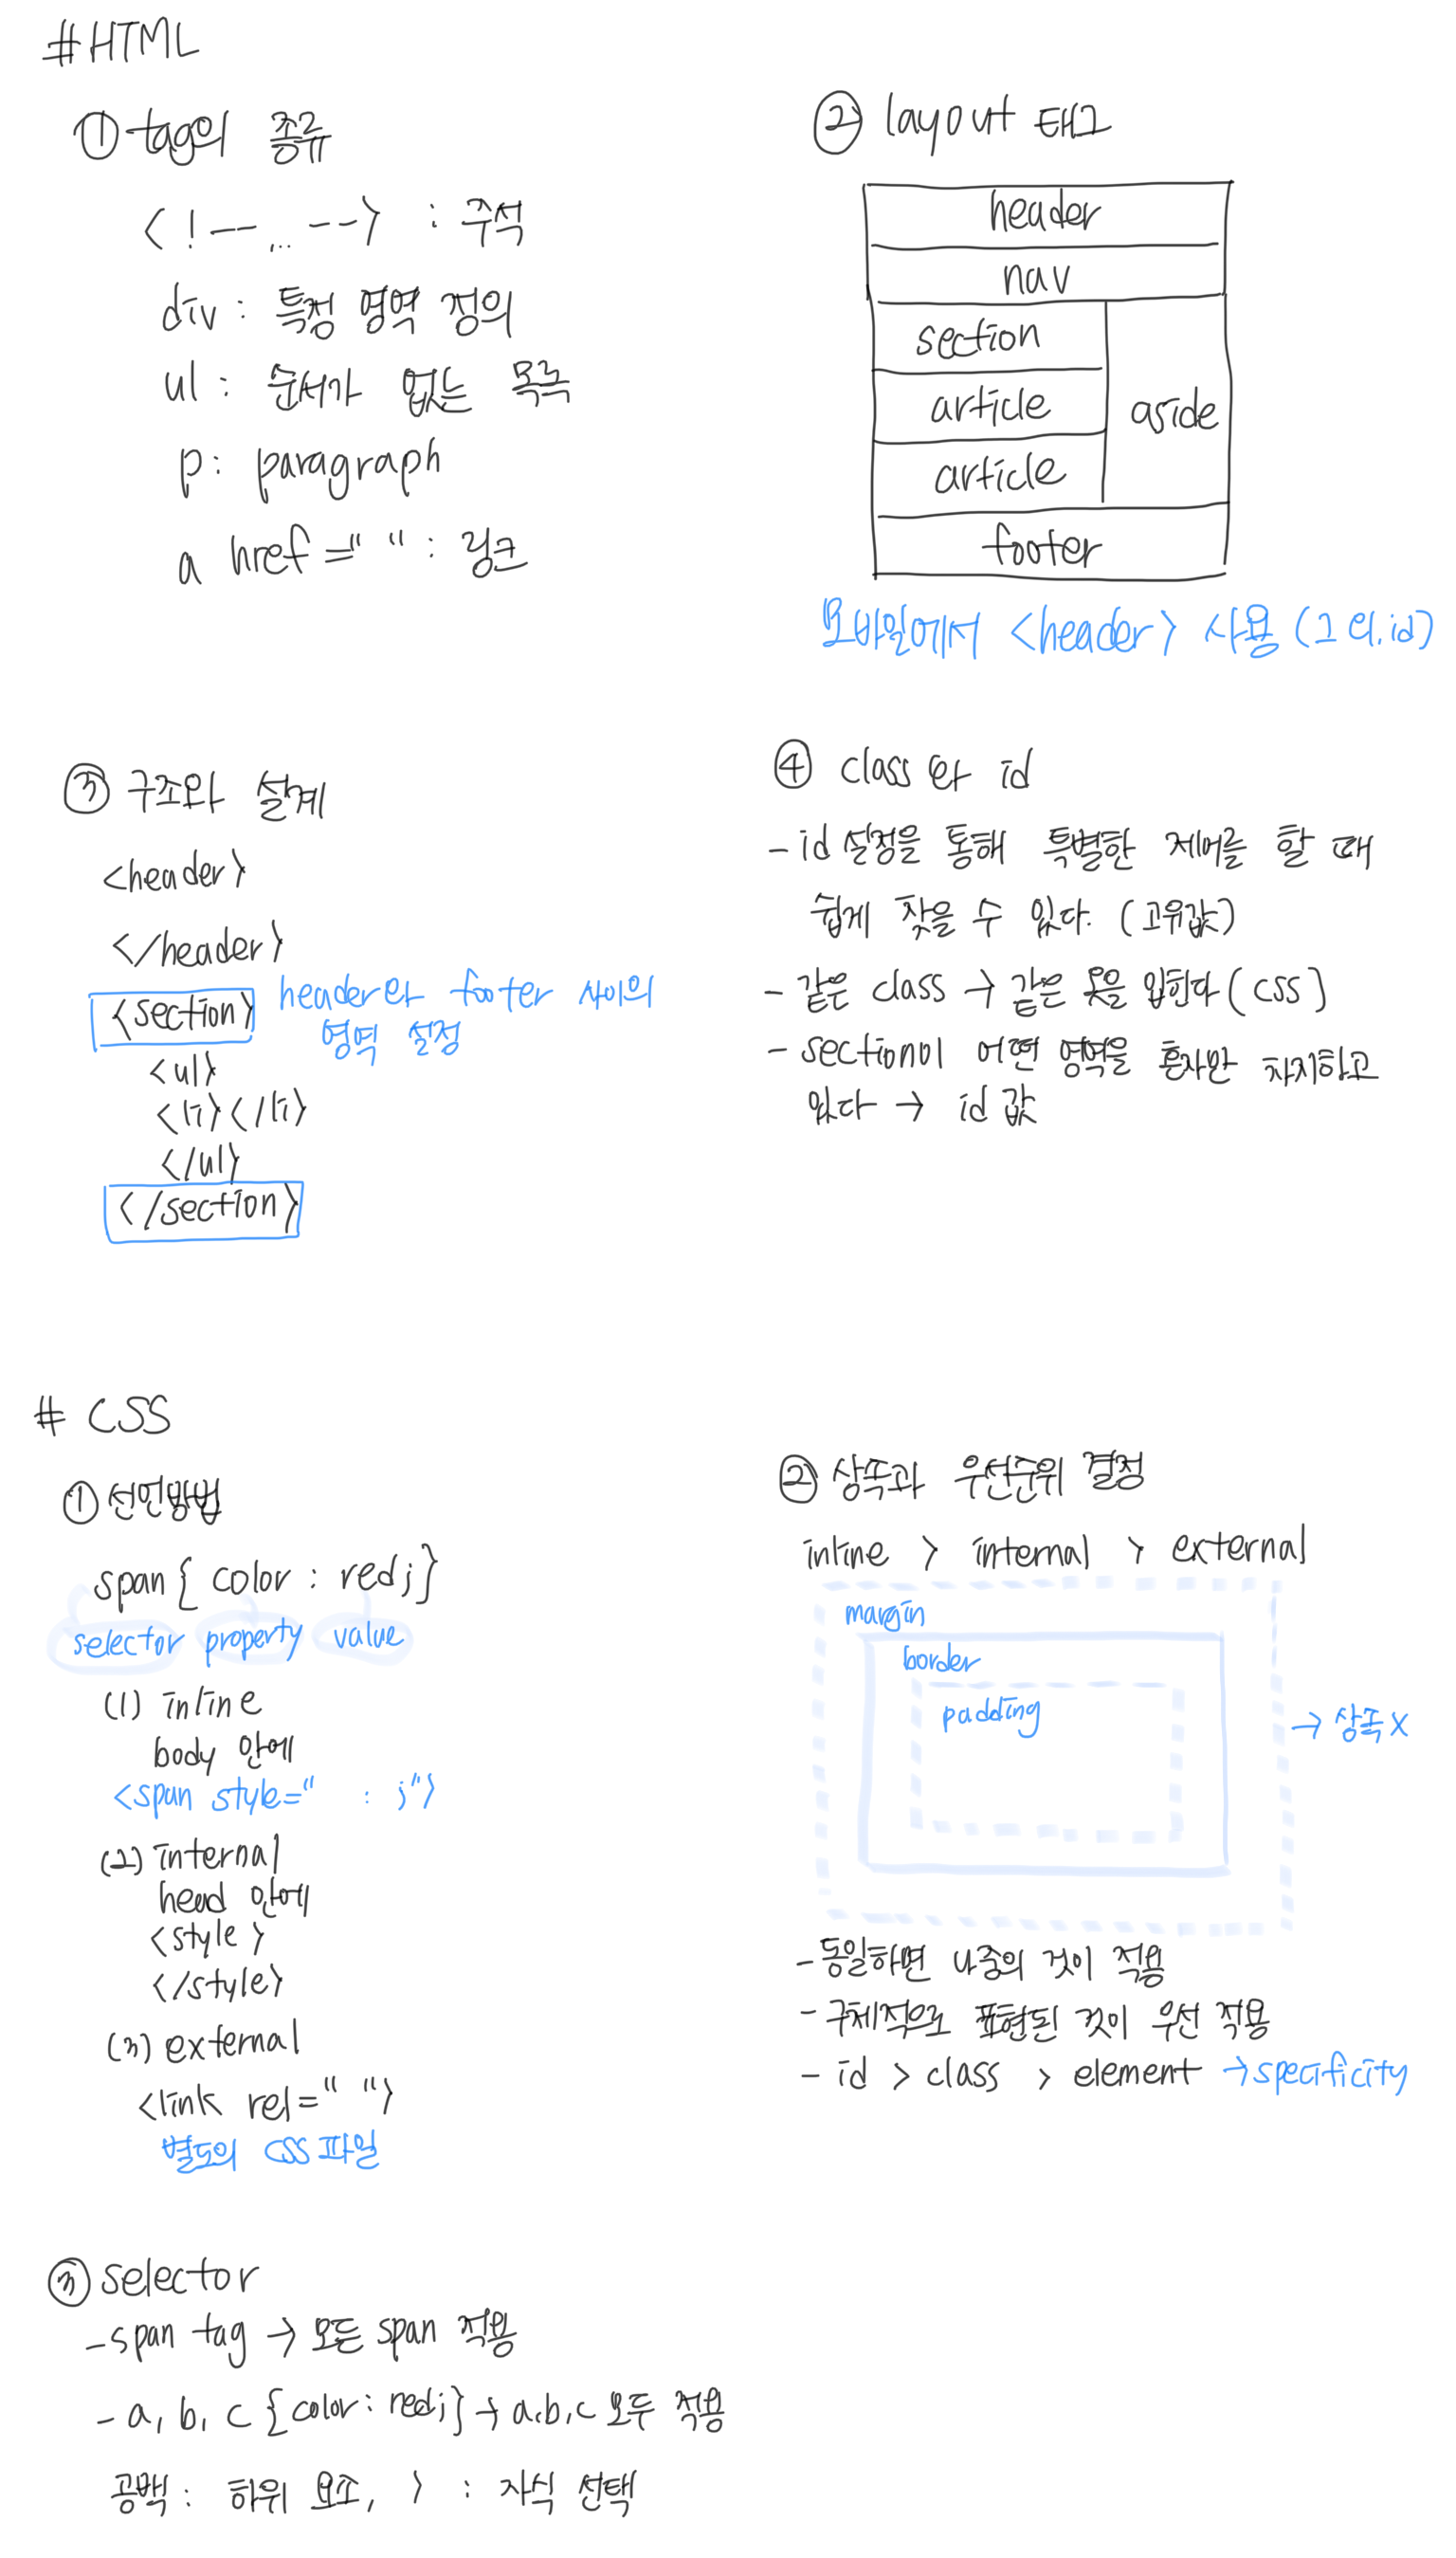 #HTML
① tag의 종류
<!--...--> : 주석
div : 특정 영역 정의
ul : 순서가 없는 목록
p : paragraph
a href=" " : 링크
② layout 태그
header
nav
section
article
article
aside
footer
모바일에서 <header> 사용 (그 외.id)
③ 구조와 설계
<header>
</header>
<section> header와 footer 사이의
영역 설정
<ul>
<li></li>
</ul>
</section>
④ class와 id
- id 설정을 통해 특별한 제어를 할 때
쉽게 찾을 수 있다. (고유값)
- 같은 class → 같은 옷을 입힌다 (css)
- section이 어떤 영역을 혼자만 차지하고
있다 → id 값
# CSS
① 선언방법
span { color : red; }
selector property value
(1) inline
body 안에
<span style=" : ;">
(2) internal
head 안에
<style>
</style>
(3) external
<link rel=" ">
별도의 CSS 파일
② 상속과 우선순위 결정
inline > internal > external
margin
border
padding
→ 상속 X
- 동일하면 나중의 것이 적용
- 구체적으로 표현된 것이 우선 적용
- id > class > element → specificity
③ selector
- span tag → 모든 span 적용
- a, b, c {color: red;} → a,b,c 모두 적용
공백 : 하위 요소, > : 자식 선택